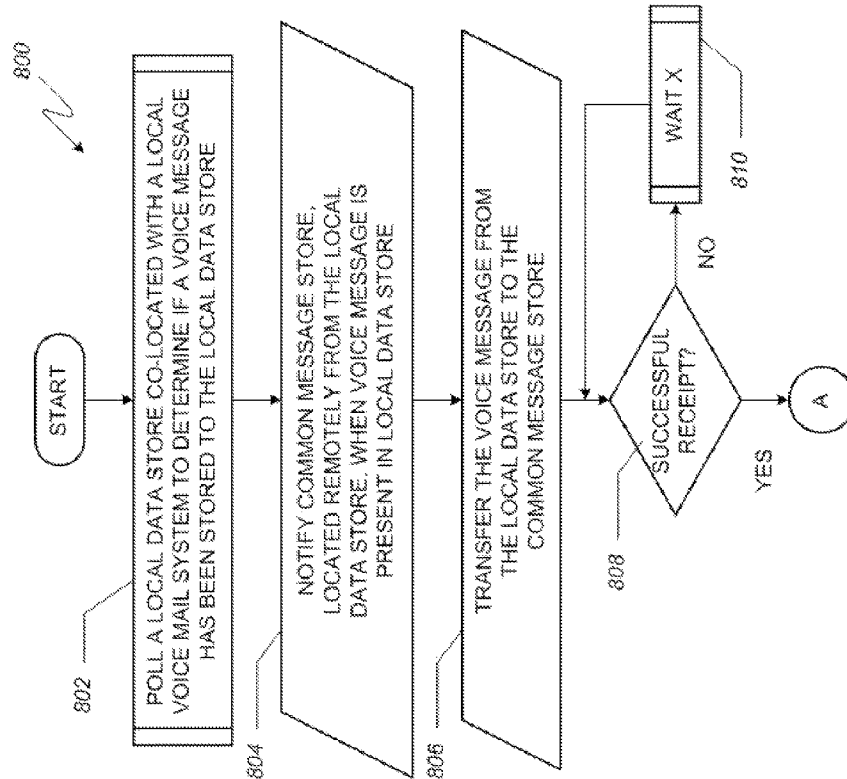 800
START
802
POLL A LOCAL DATA STORE CO-LOCATED WITH A LOCAL
VOICE MAIL SYSTEM TO DETERMINE IF A VOICE MESSAGE
HAS BEEN STORED TO THE LOCAL DATA STORE
804
NOTIFY COMMON MESSAGE STORE,
LOCATED REMOTELY FROM THE LOCAL
DATA STORE, WHEN VOICE MESSAGE IS
PRESENT IN LOCAL DATA STORE
806
TRANSFER THE VOICE MESSAGE FROM
THE LOCAL DATA STORE TO THE
COMMON MESSAGE STORE
808
SUCCESSFUL
RECEIPT?
NO
WAIT X
810
YES
A